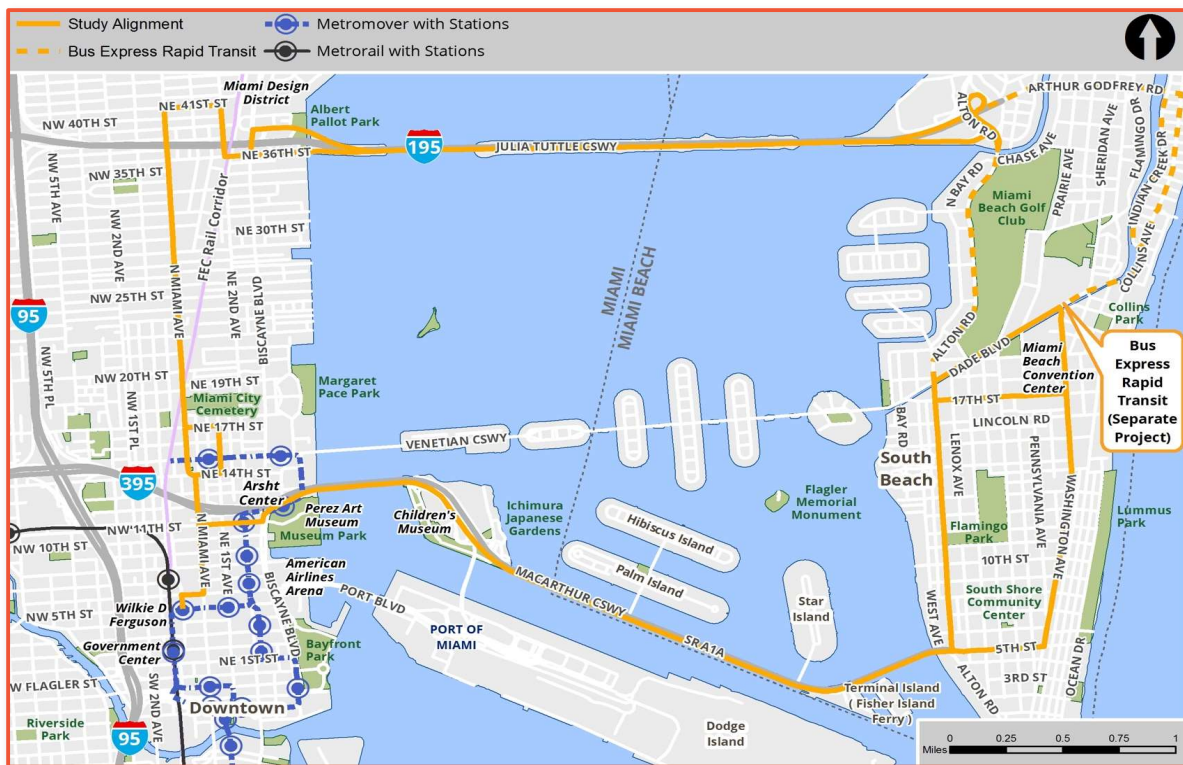 Study Alignment
Metromover with Stations
Bus Express Rapid Transit
Metrorail with Stations
Miami Design
District
NE 41ST ST
Albert
Pallot Park
NW 40TH ST
NE 36TH ST
195
JULIA TUTTLE CSWY
ALTON RD
ARTHUR GODFREY RD
CHASE AVE
N BAY RD
PRAIRIE AVE
SHERIDAN AVE
FLAMINGO DR
INDIAN CREEK DR
COLLINS AVE
NW 35TH ST
NW 5TH AVE
NW 2ND AVE
FEC Rail Corridor
NE 30TH ST
Miami
Beach Golf
Club
MIAMI
MIAMI BEACH
N MIAMI AVE
NE 2ND AVE
BISCAYNE BLVD
NW 25TH ST
95
Collins
Park
ALTON RD
DADE BLVD
Miami
Beach
Convention
Center
Bus
Express
Rapid
Transit
(Separate
Project)
NW 5TH PL
NW 20TH ST
NW 1ST PL
NE 19TH ST
Miami City
Cemetery
NE 17TH ST
Margaret
Pace Park
VENETIAN CSWY
BAY RD
17TH ST
LINCOLN RD
South
Beach
LENOX AVE
PENNSYLVANIA AVE
WASHINGTON AVE
395
NE 14TH ST
Arsht
Center
Perez Art
Museum
Museum Park
Children's
Museum
Ichimura
Japanese
Gardens
Flagler
Memorial
Monument
Lummus
Park
Flamingo
Park
10TH ST
NW 11TH ST
NW 10TH ST
N MIAMI AVE
NE 1ST AVE
Hibiscus Island
Palm Island
Star
Island
American
Airlines
Arena
BISCAYNE BLVD
PORT BLVD
MACARTHUR CSWY
SR A1A
South Shore
Community
Center
WEST AVE
5TH ST
3RD ST
OCEAN DR
ALTON RD
NW 5TH ST
Wilkie D
Ferguson
Government
Center
PORT OF
MIAMI
Bayfront
Park
NE 1ST ST
W FLAGLER ST
SW 2ND AVE
Downtown
Riverside
Park
95
Terminal Island
( Fisher Island
Ferry )
Dodge
Island
0 0.25 0.5 0.75 1
Miles